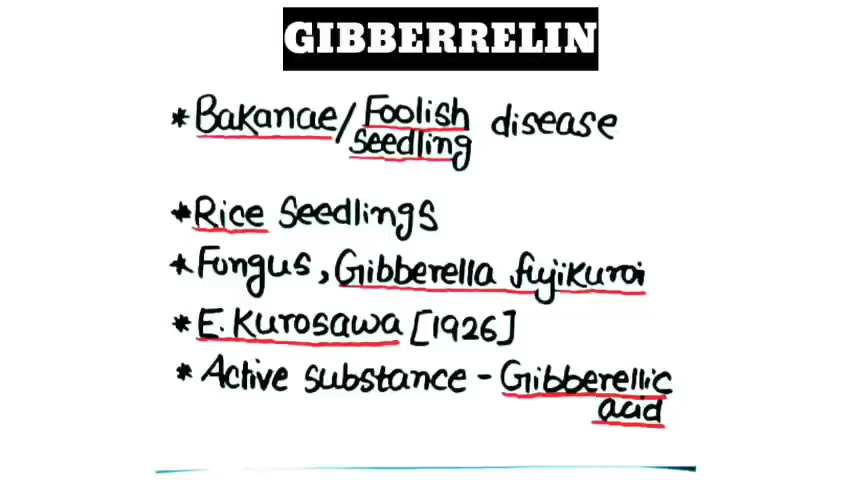 GIBBERRELIN
* Bakanae/Foolish seedling disease
* Rice Seedlings
* Fungus, Gibberella fujikuroi
* E. Kurosawa [1926]
* Active substance - Gibberellic
acid